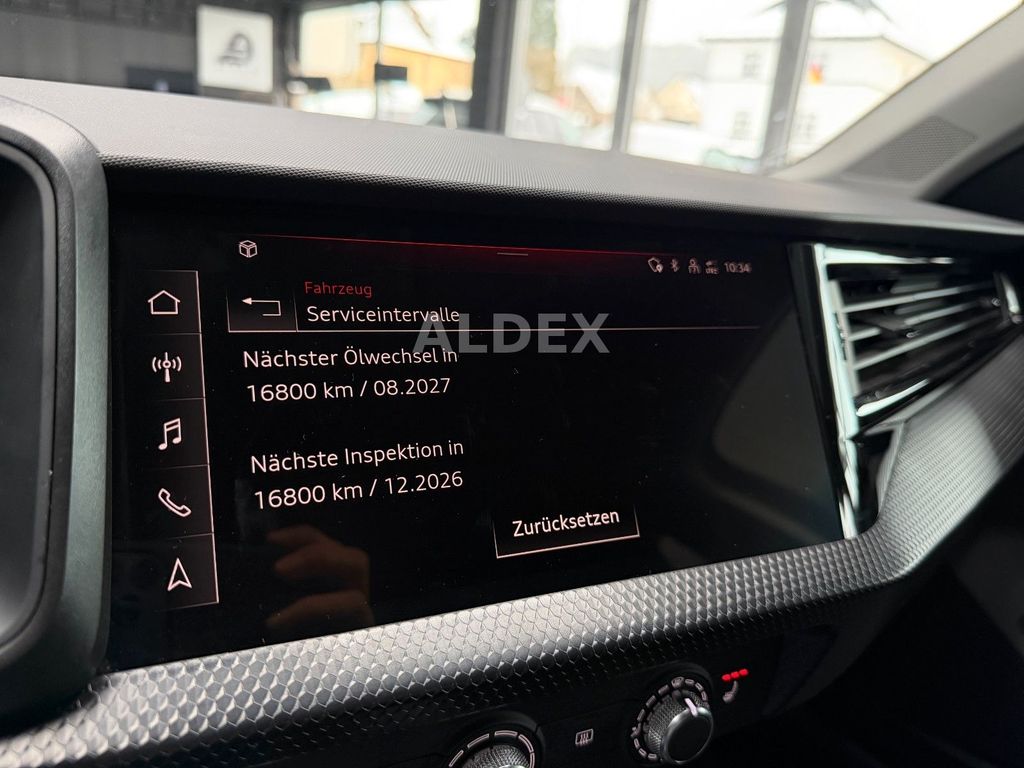 10:34
Fahrzeug
Serviceintervalle
ALDEX
Nächster Ölwechsel in
16800 km / 08.2027
Nächste Inspektion in
16800 km / 12.2026
Zurücksetzen